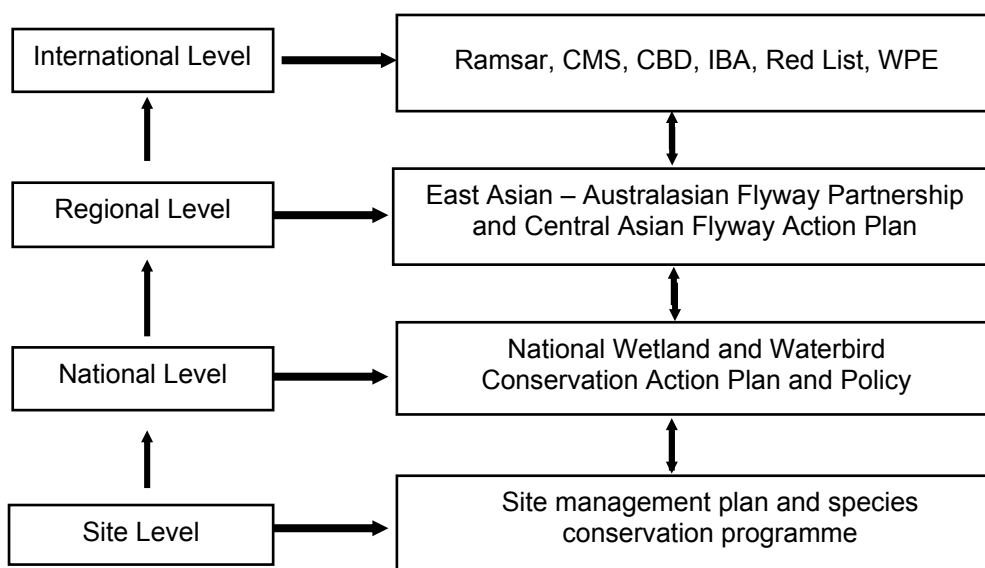 International Level
Ramsar, CMS, CBD, IBA, Red List, WPE
Regional Level
East Asian – Australasian Flyway Partnership
and Central Asian Flyway Action Plan
National Level
National Wetland and Waterbird
Conservation Action Plan and Policy
Site Level
Site management plan and species
conservation programme